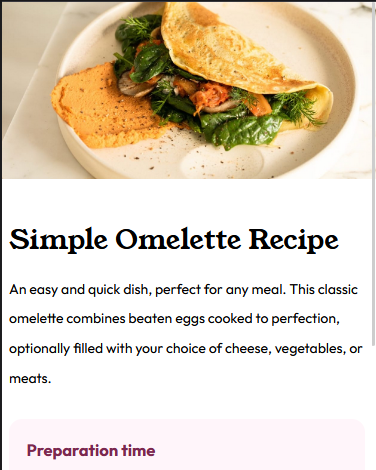 Simple Omelette Recipe
An easy and quick dish, perfect for any meal. This classic
omelette combines beaten eggs cooked to perfection,
optionally filled with your choice of cheese, vegetables, or
meats.
Preparation time